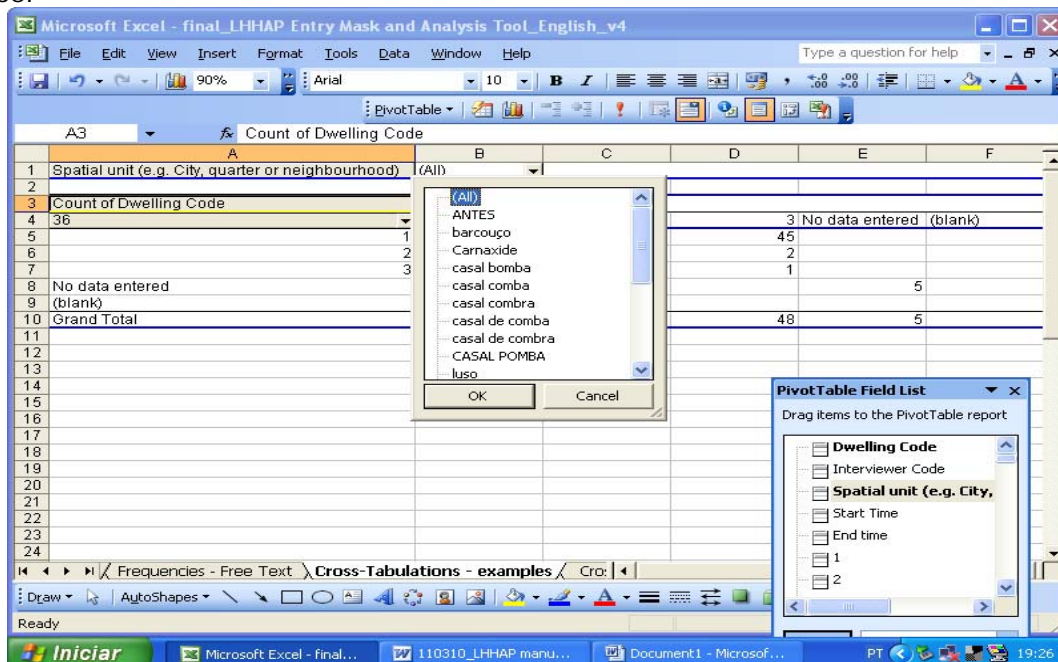 Microsoft Excel - final_LHHAP Entry Mask and Analysis Tool_English_v4
File Edit View Insert Format Tools Data Window Help Type a question for help
90% Arial 10 B I
PivotTable
A3 fx Count of Dwelling Code
A B C D E F
1 Spatial unit (e.g. City, quarter or neighbourhood) (All)
2
3 Count of Dwelling Code
4 36 3 No data entered (blank)
5 1 45
6 2 2
7 3 1
8 No data entered 5
9 (blank)
10 Grand Total 48 5
11
12
13
14
15
16
17
18
19
20
21
22
23
24
(All)
ANTES
barcouço
Carnaxide
casal bomba
casal comba
casal combra
casal de comba
casal de combra
CASAL POMBA
luso
OK Cancel
PivotTable Field List
Drag items to the PivotTable report
Dwelling Code
Interviewer Code
Spatial unit (e.g. City,
Start Time
End time
1
2
Frequencies - Free Text Cross-Tabulations - examples Cro
Draw AutoShapes
Ready
Iniciar Microsoft Excel - final... 110310_LHHAP manu... Document1 - Microsof... PT 19:26